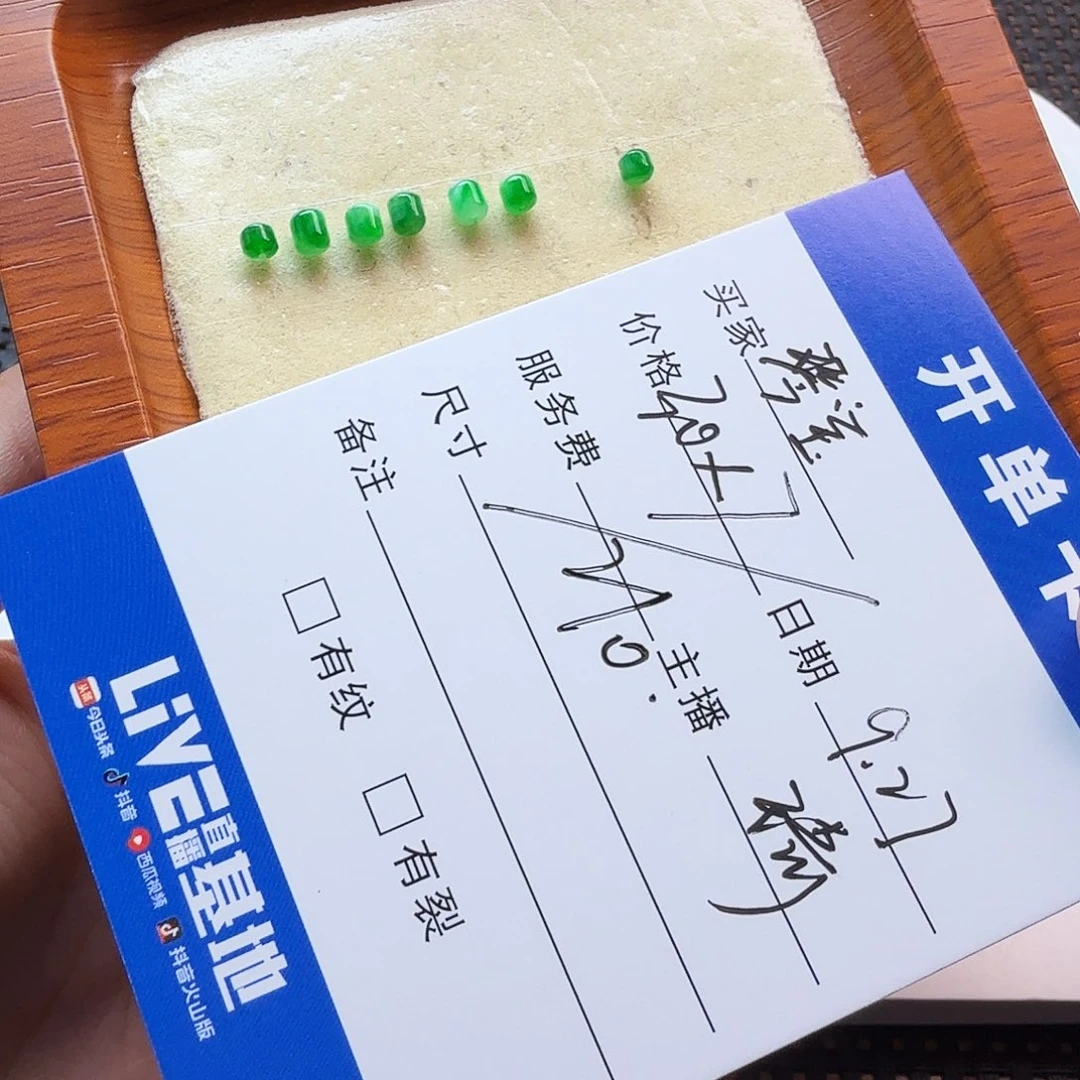 开单卡
买家
日期 9.27
价格
主播
服务费
尺寸
备注
□有纹 □有裂
LiVE直播基地
今日头条 抖音 西瓜视频 抖音火山版